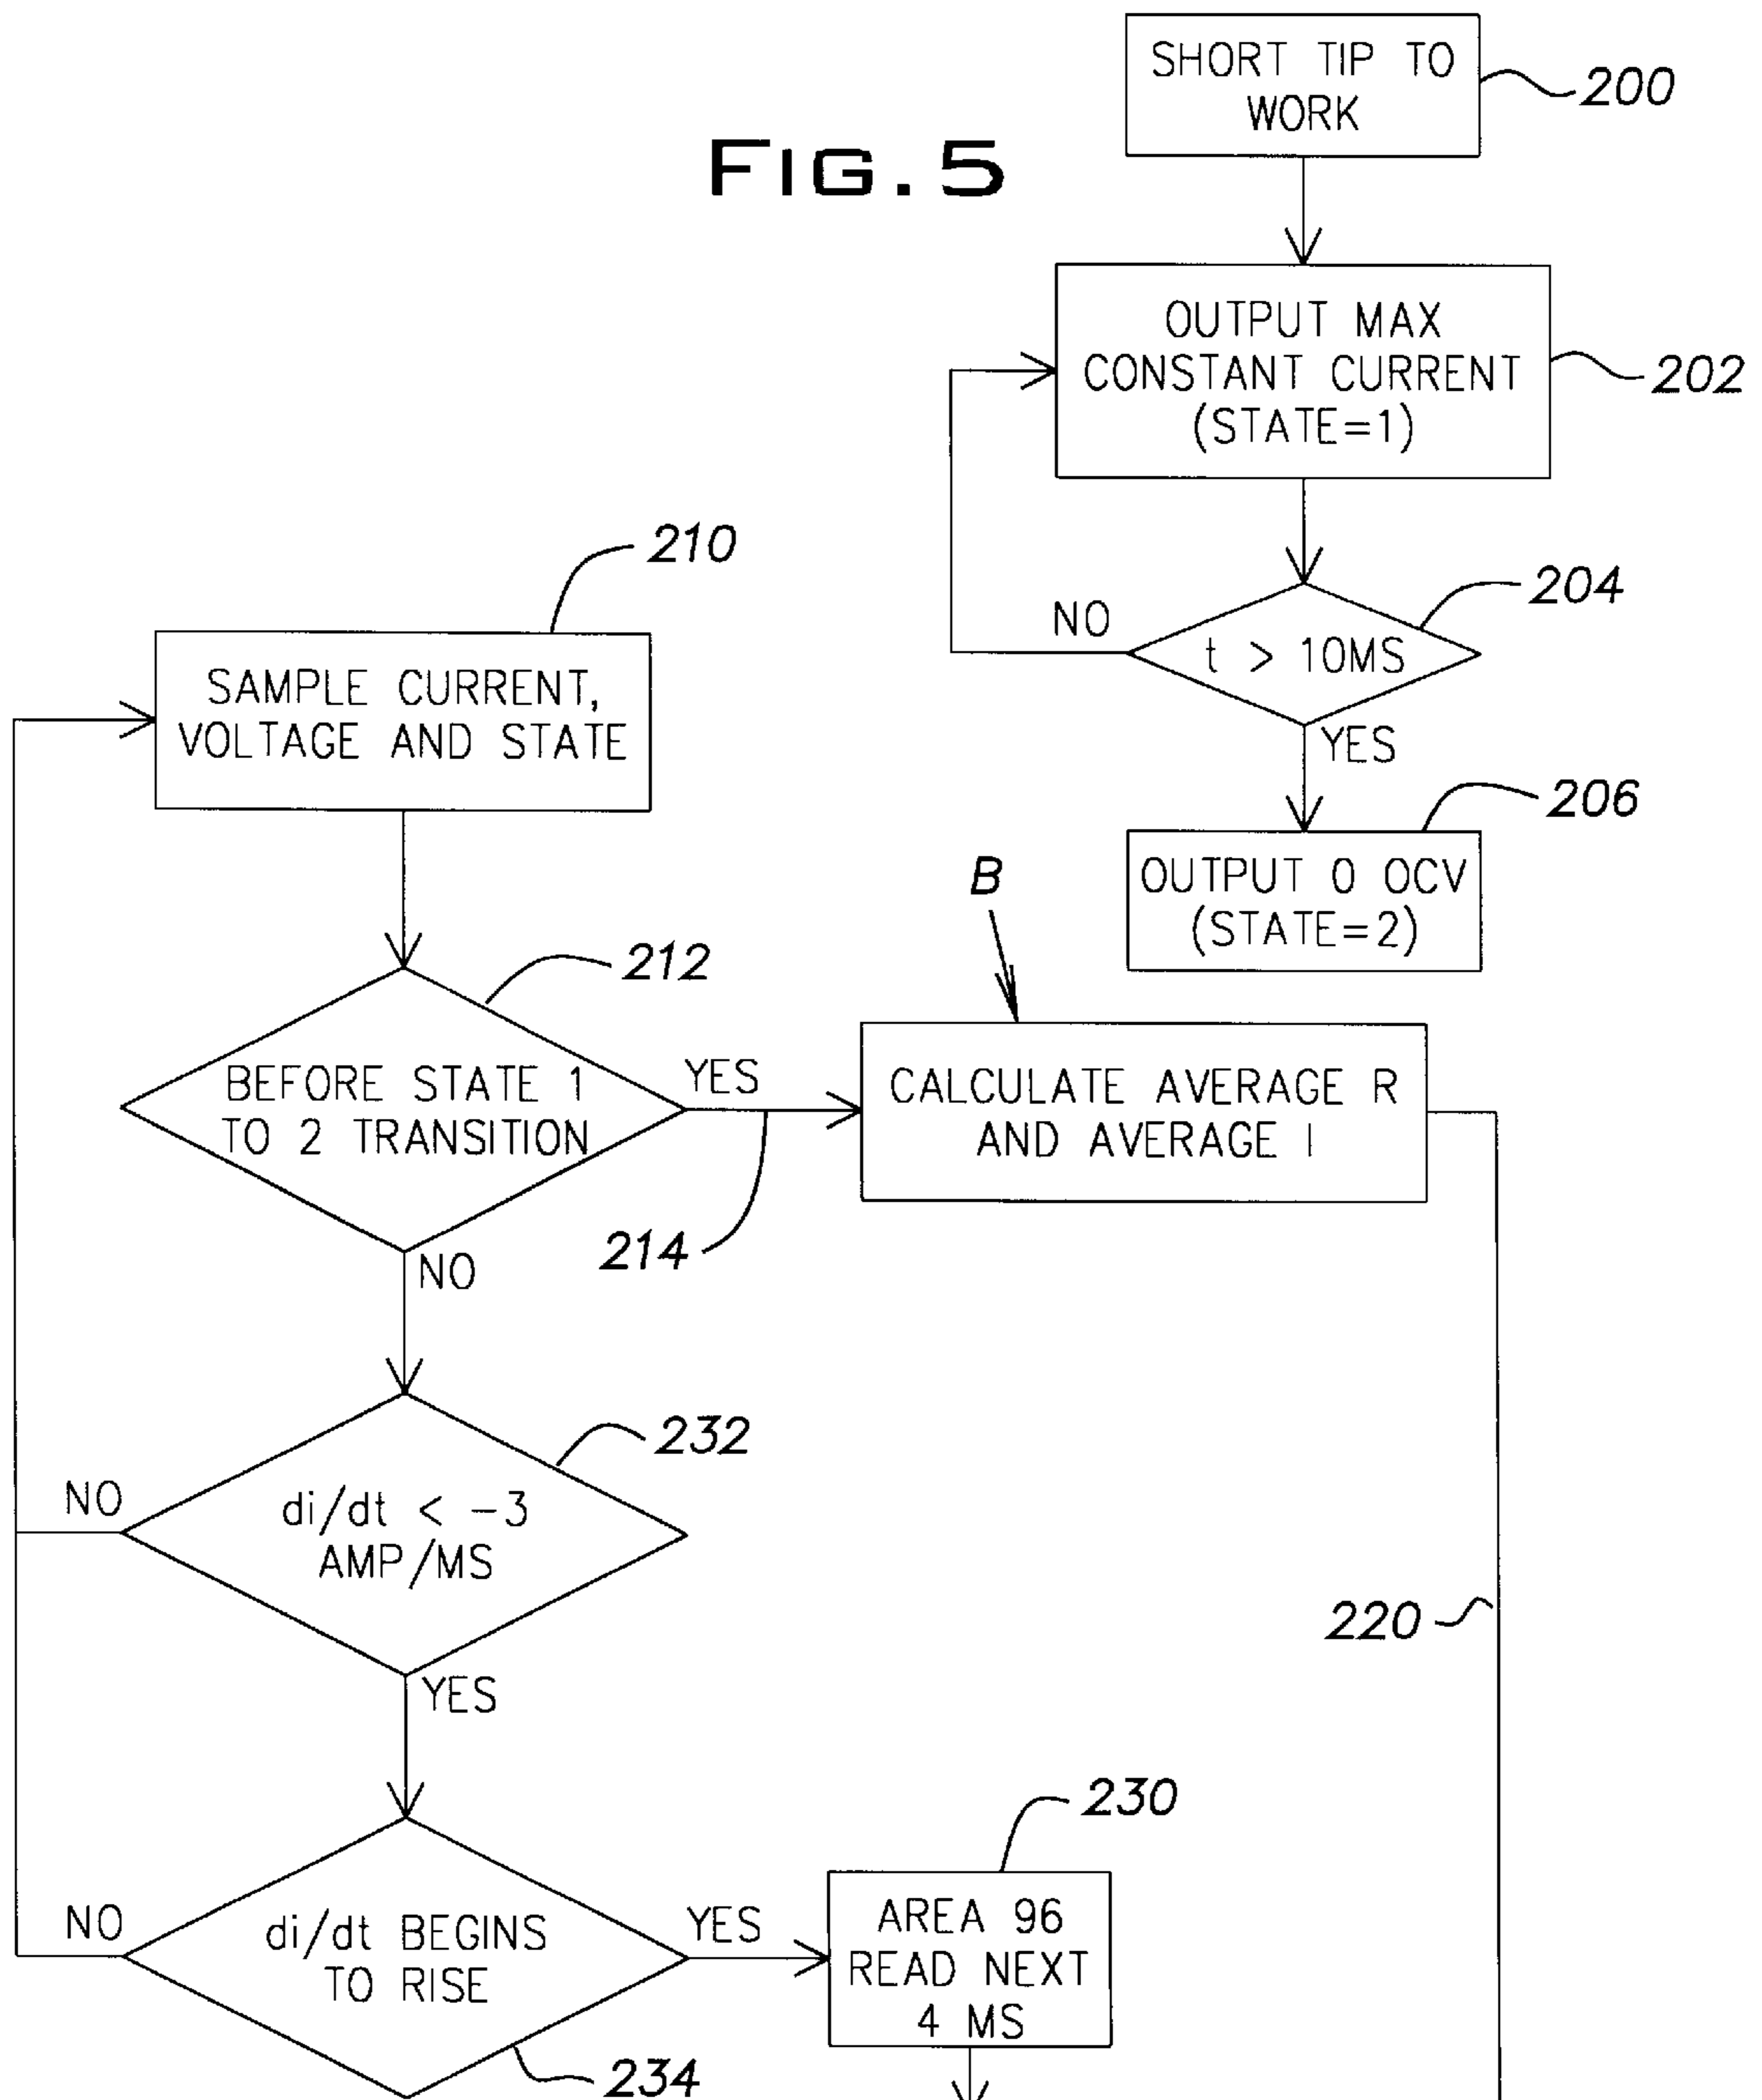 FIG. 5
SHORT TIP TO
WORK
200
OUTPUT MAX
CONSTANT CURRENT
(STATE=1)
202
t > 10MS
204
NO
YES
OUTPUT 0 OCV
(STATE=2)
206
210
SAMPLE CURRENT,
VOLTAGE AND STATE
212
BEFORE STATE 1
TO 2 TRANSITION
YES
214
NO
B
CALCULATE AVERAGE R
AND AVERAGE I
220
232
di/dt < -3
AMP/MS
NO
YES
di/dt BEGINS
TO RISE
NO
YES
234
230
AREA 96
READ NEXT
4 MS